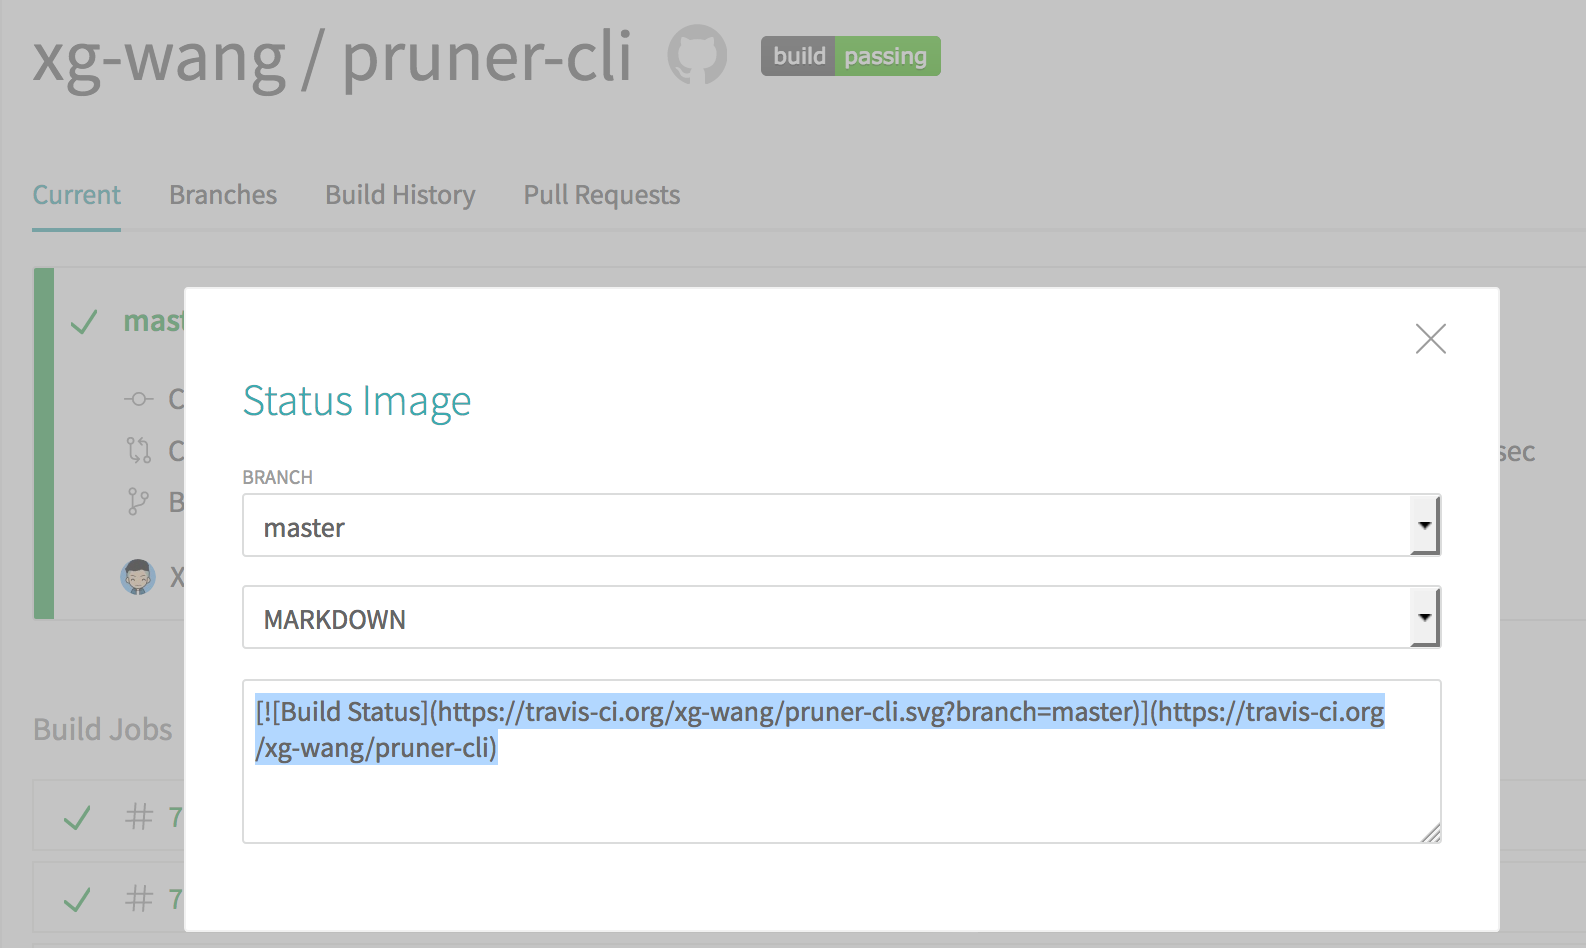 xg-wang / pruner-cli
build passing
Current Branches Build History Pull Requests
Status Image
BRANCH
master
sec
MARKDOWN
[![Build Status](https://travis-ci.org/xg-wang/pruner-cli.svg?branch=master)](https://travis-ci.org
/xg-wang/pruner-cli)
Build Jobs
# 7
# 7